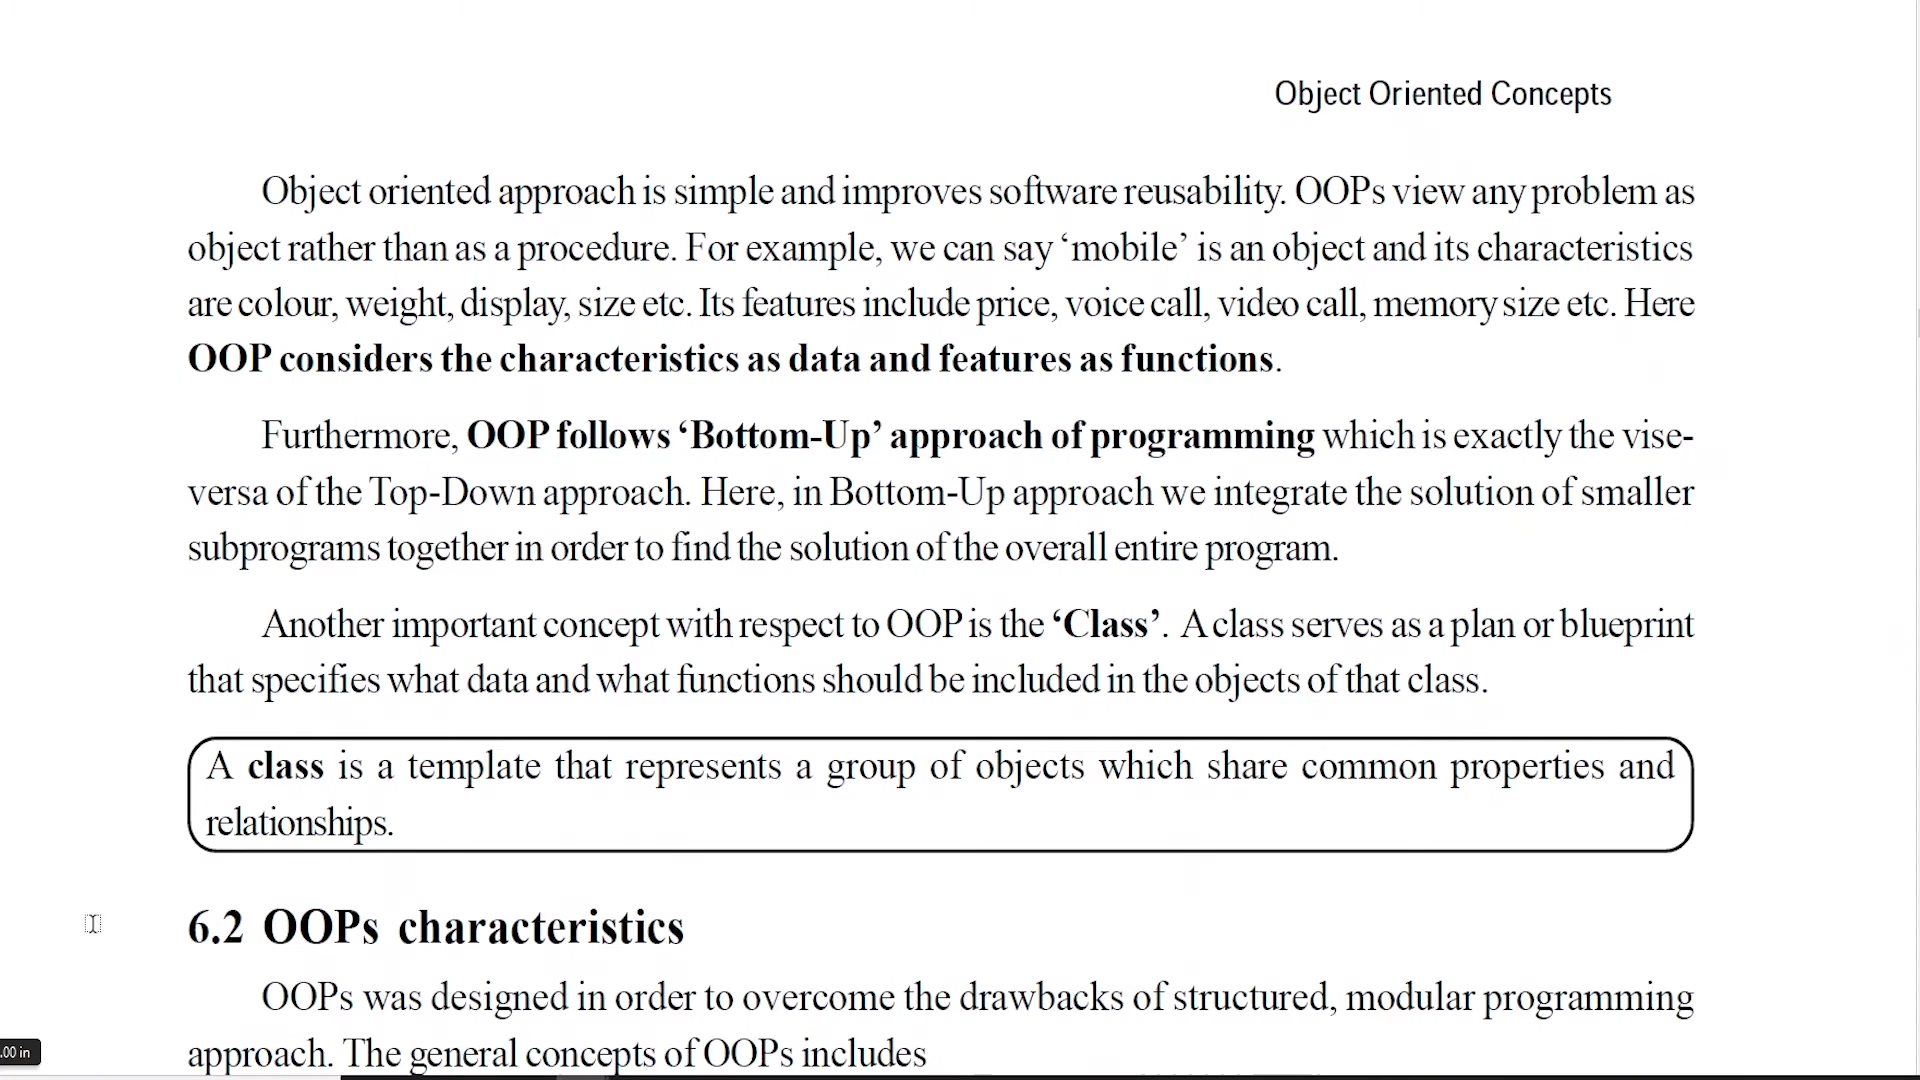 Object Oriented Concepts
Object oriented approach is simple and improves software reusability. OOPs view any problem as
object rather than as a procedure. For example, we can say ‘mobile’ is an object and its characteristics
are colour, weight, display, size etc. Its features include price, voice call, video call, memory size etc. Here
OOP considers the characteristics as data and features as functions.
Furthermore, OOP follows ‘Bottom-Up’ approach of programming which is exactly the vise-
versa of the Top-Down approach. Here, in Bottom-Up approach we integrate the solution of smaller
subprograms together in order to find the solution of the overall entire program.
Another important concept with respect to OOP is the ‘Class’. A class serves as a plan or blueprint
that specifies what data and what functions should be included in the objects of that class.
A class is a template that represents a group of objects which share common properties and
relationships.
6.2 OOPs characteristics
OOPs was designed in order to overcome the drawbacks of structured, modular programming
approach. The general concepts of OOPs includes
.00 in